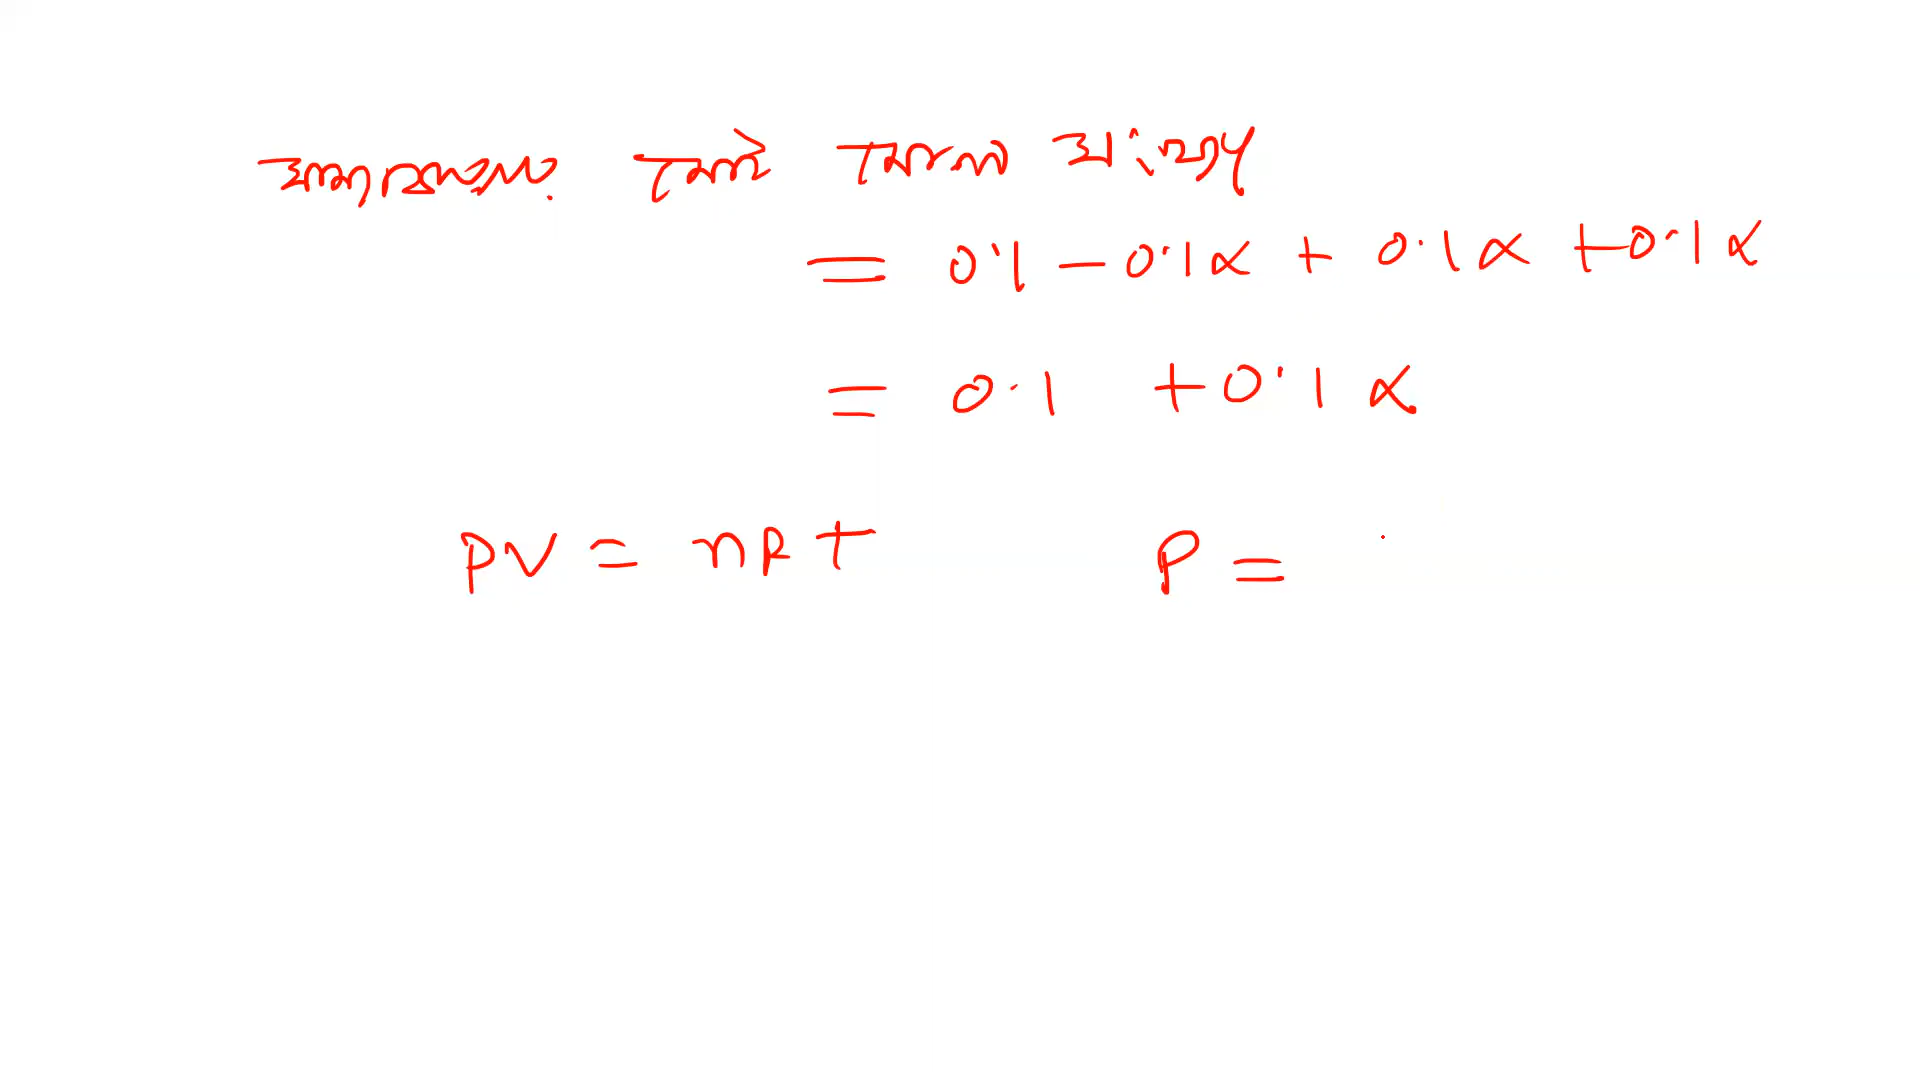 মোল সংখ্যা
= 0.1 - 0.1α + 0.1α + 0.1α
= 0.1 + 0.1α
PV = nRT P =